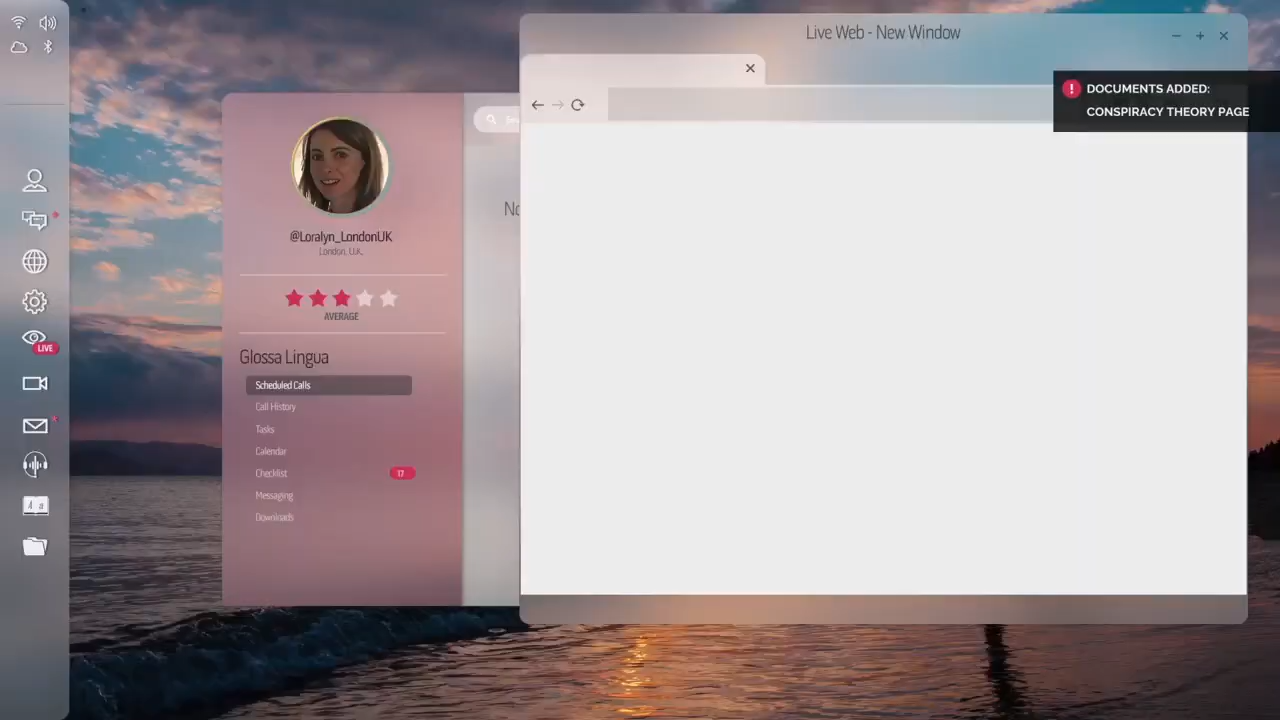 Live Web - New Window
DOCUMENTS ADDED:
CONSPIRACY THEORY PAGE
No
@Loralyn_LondonUK
London, U.K.
AVERAGE
Glossa Lingua
Scheduled Calls
Call History
Tasks
Calendar
Checklist
17
Messaging
Downloads
LIVE
A a